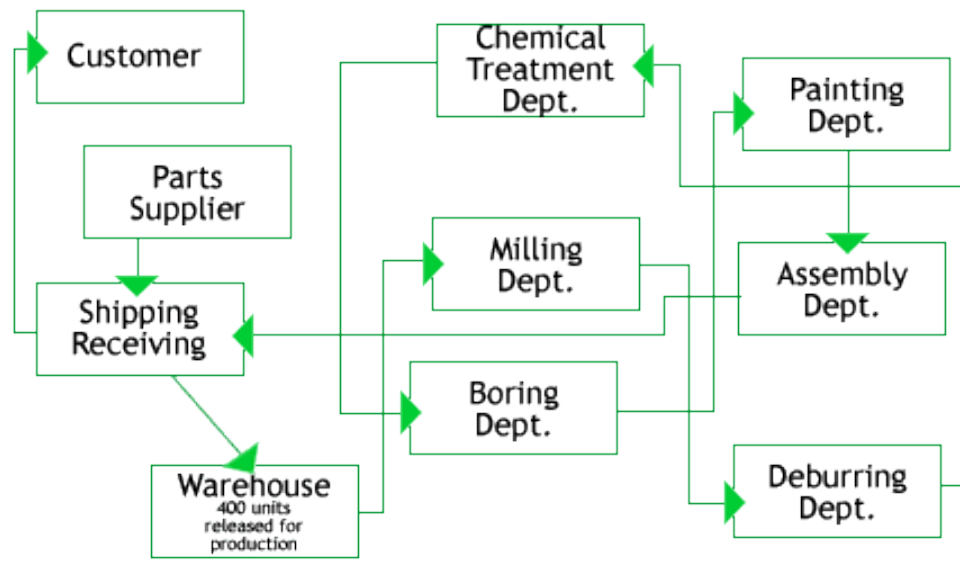 Customer
Chemical
Treatment
Dept.
Painting
Dept.
Parts
Supplier
Milling
Dept.
Assembly
Dept.
Shipping
Receiving
Boring
Dept.
Warehouse
400 units
released for
production
Deburring
Dept.